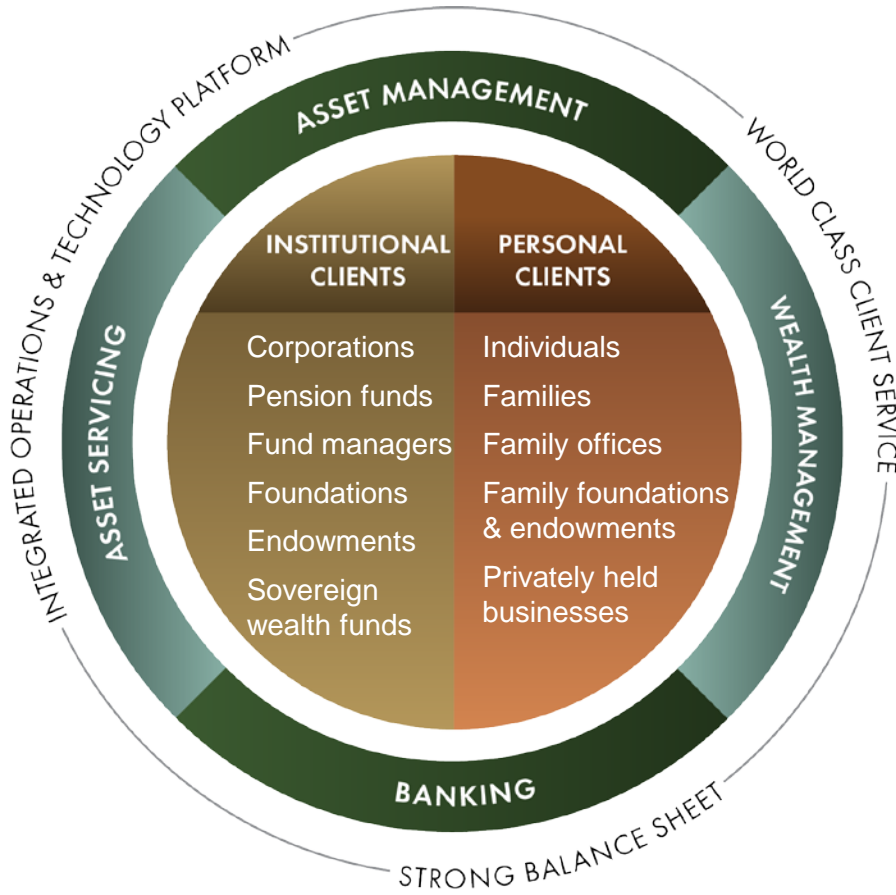 INTEGRATED OPERATIONS & TECHNOLOGY PLATFORM
WORLD CLASS CLIENT SERVICE
STRONG BALANCE SHEET
ASSET MANAGEMENT
WEALTH MANAGEMENT
BANKING
ASSET SERVICING
INSTITUTIONAL
CLIENTS
Corporations
Pension funds
Fund managers
Foundations
Endowments
Sovereign
wealth funds
PERSONAL
CLIENTS
Individuals
Families
Family offices
Family foundations
& endowments
Privately held
businesses